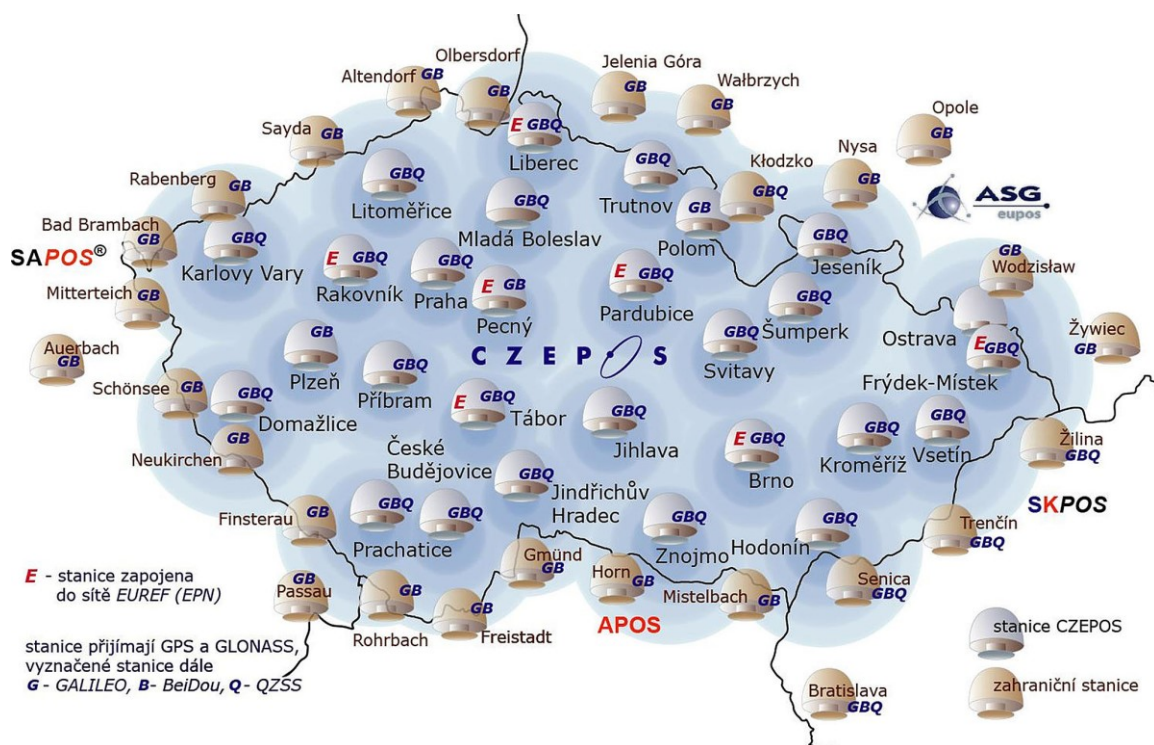 Olbersdorf
GB
Altendorf GB
Jelenia Góra
GB
Wałbrzych
GB
Opole
GB
Sayda
GB
E GBQ
Liberec
GBQ
Litoměřice
GBQ
Trutnov
Kłodzko
GBQ
Nysa
GB
ASG
eupos
Rabenberg
GB
GBQ
Mladá Boleslav
GB
Polom
GBQ
Jeseník
Bad Brambach
GB
SAPOS®
GBQ
Karlovy Vary
E GBQ
Rakovník
GBQ
Praha
E GB
Pecný
E GBQ
Pardubice
GBQ
Šumperk
GB
Wodzisław
Mitterteich
GB
Ostrava
E GBQ
Frýdek-Místek
Żywiec
GB
Auerbach
GB
GB
Plzeň
CZEPOS
GBQ
Svitavy
Schönsee
GB
GBQ
Domažlice
GBQ
Příbram
E GBQ
Tábor
GBQ
Jihlava
E GBQ
Brno
GBQ
Kroměříž
GBQ
Vsetín
Žilina
GBQ
Neukirchen
GB
České
Budějovice
GBQ
GBQ
Jindřichův
Hradec
SKPOS
Finsterau
GB
GBQ
Prachatice
GBQ
Znojmo
Hodonín
GBQ
Trenčín
GBQ
Gmünd
GB
Horn
GB
APOS
Mistelbach
GB
Senica
GBQ
GB
Passau
GB
Rohrbach
GB
Freistadt
Bratislava
GBQ
E - stanice zapojena
do sítě EUREF (EPN)
stanice přijímají GPS a GLONASS,
vyznačené stanice dále
G - GALILEO, B - BeiDou, Q - QZSS
stanice CZEPOS
zahraniční stanice